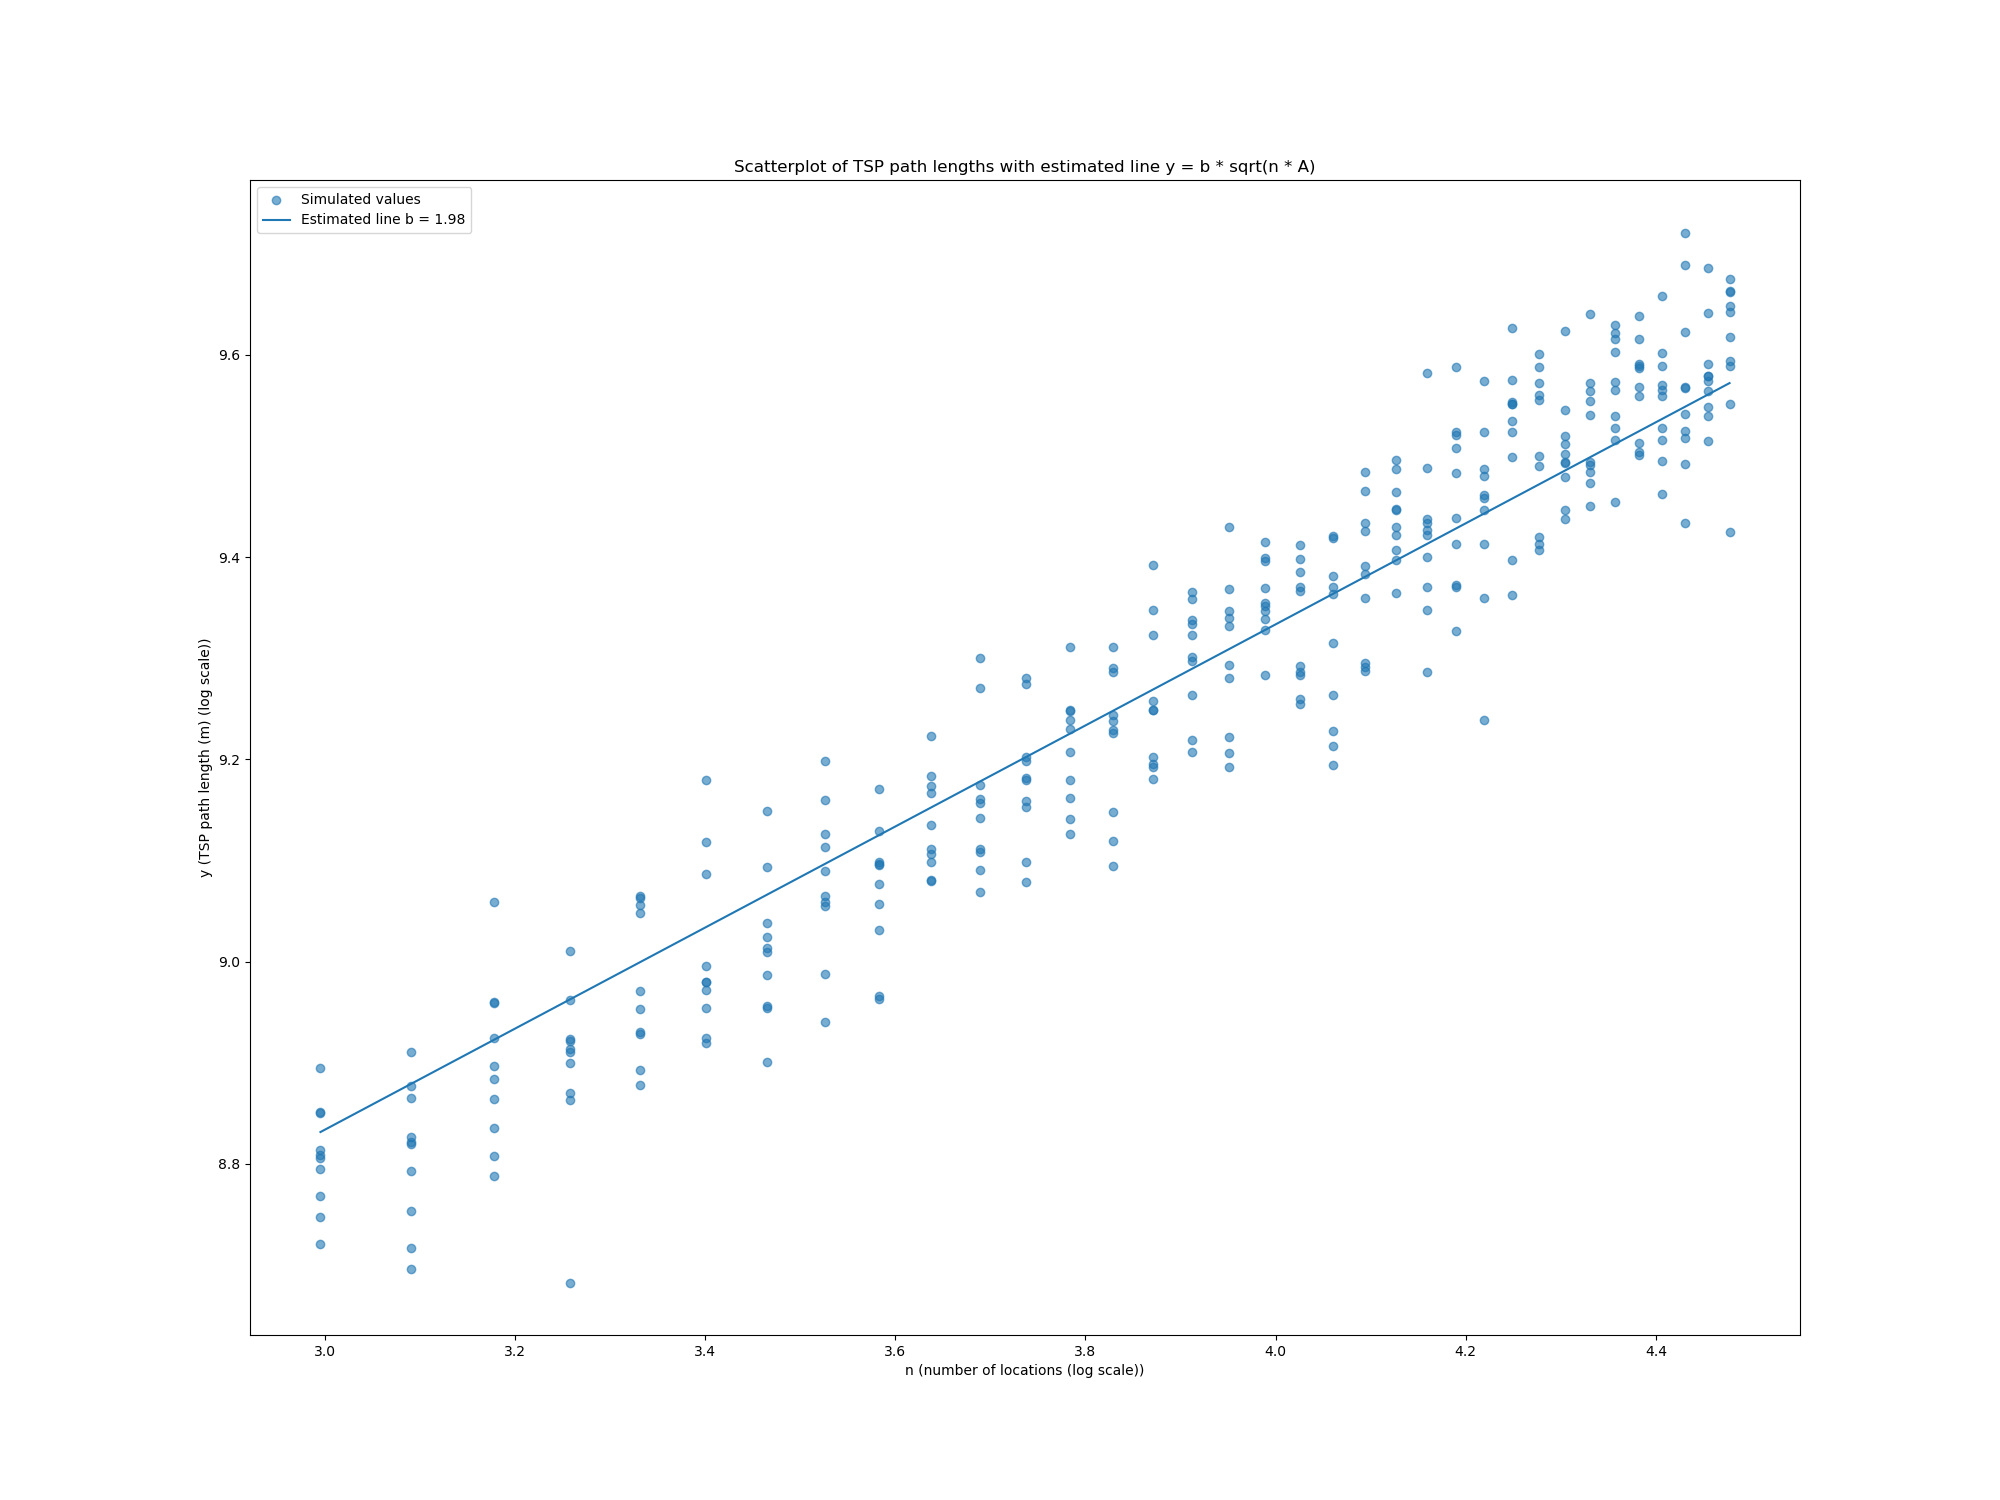 Scatterplot of TSP path lengths with estimated line y = b * sqrt(n * A)
Simulated values
Estimated line b = 1.98
y (TSP path length (m) (log scale))
9.6
9.4
9.2
9.0
8.8
3.0 3.2 3.4 3.6 3.8 4.0 4.2 4.4
n (number of locations (log scale))